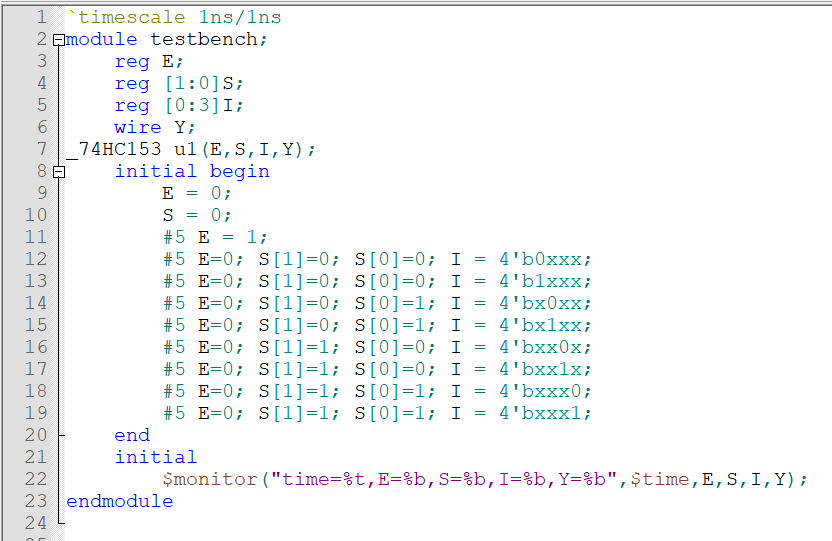 1 `timescale 1ns/1ns
2 module testbench;
3 reg E;
4 reg [1:0]S;
5 reg [0:3]I;
6 wire Y;
7 _74HC153 u1(E,S,I,Y);
8 initial begin
9 E = 0;
10 S = 0;
11 #5 E = 1;
12 #5 E=0; S[1]=0; S[0]=0; I = 4'b0xxx;
13 #5 E=0; S[1]=0; S[0]=0; I = 4'b1xxx;
14 #5 E=0; S[1]=0; S[0]=1; I = 4'bx0xx;
15 #5 E=0; S[1]=0; S[0]=1; I = 4'bx1xx;
16 #5 E=0; S[1]=1; S[0]=0; I = 4'bxx0x;
17 #5 E=0; S[1]=1; S[0]=0; I = 4'bxx1x;
18 #5 E=0; S[1]=1; S[0]=1; I = 4'bxxx0;
19 #5 E=0; S[1]=1; S[0]=1; I = 4'bxxx1;
20 end
21 initial
22 $monitor("time=%t,E=%b,S=%b,I=%b,Y=%b",$time,E,S,I,Y);
23 endmodule
24